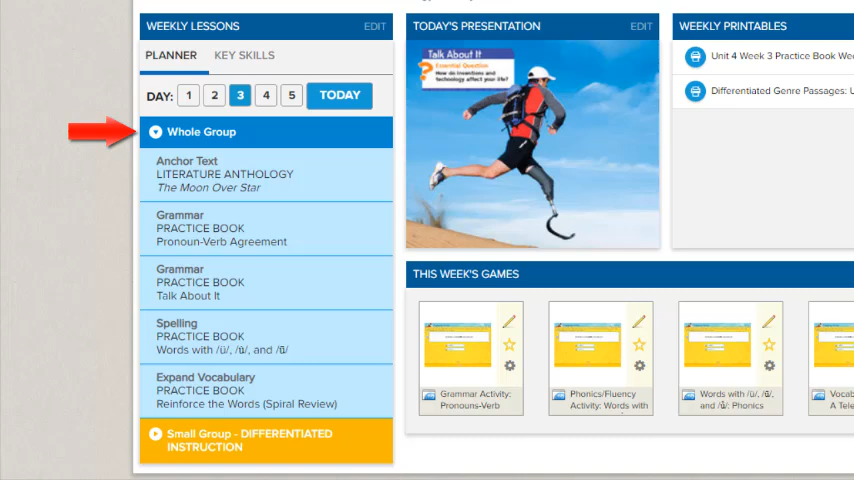 WEEKLY LESSONS
EDIT
PLANNER
KEY SKILLS
DAY: 1 2 3 4 5 TODAY
Whole Group
Anchor Text
LITERATURE ANTHOLOGY
The Moon Over Star
Grammar
PRACTICE BOOK
Pronoun-Verb Agreement
Grammar
PRACTICE BOOK
Talk About It
Spelling
PRACTICE BOOK
Words with /ü/, /ů/, and /ŭ/
Expand Vocabulary
PRACTICE BOOK
Reinforce the Words (Spiral Review)
Small Group - DIFFERENTIATED
INSTRUCTION
TODAY'S PRESENTATION
EDIT
Talk About It
Essential Question
How do inventions and
technology affect your life?
WEEKLY PRINTABLES
Unit 4 Week 3 Practice Book
Differentiated Genre Passages:
THIS WEEK'S GAMES
Grammar Activity:
Pronouns-Verb
Phonics/Fluency
Activity: Words with
Words with
and Phonics